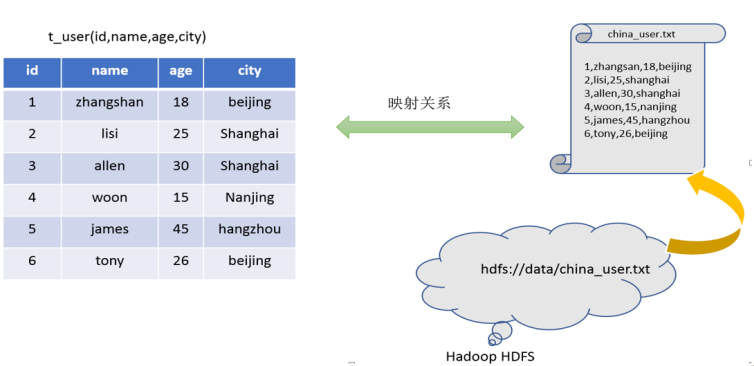 t_user(id,name,age,city)
id name age city
1 zhangshan 18 beijing
2 lisi 25 Shanghai
3 allen 30 Shanghai
4 woon 15 Nanjing
5 james 45 hangzhou
6 tony 26 beijing
映射关系
china_user.txt
1,zhangsan,18,beijing
2,lisi,25,shanghai
3,allen,30,shanghai
4,woon,15,nanjing
5,james,45,hangzhou
6,tony,26,beijing
hdfs://data/china_user.txt
Hadoop HDFS